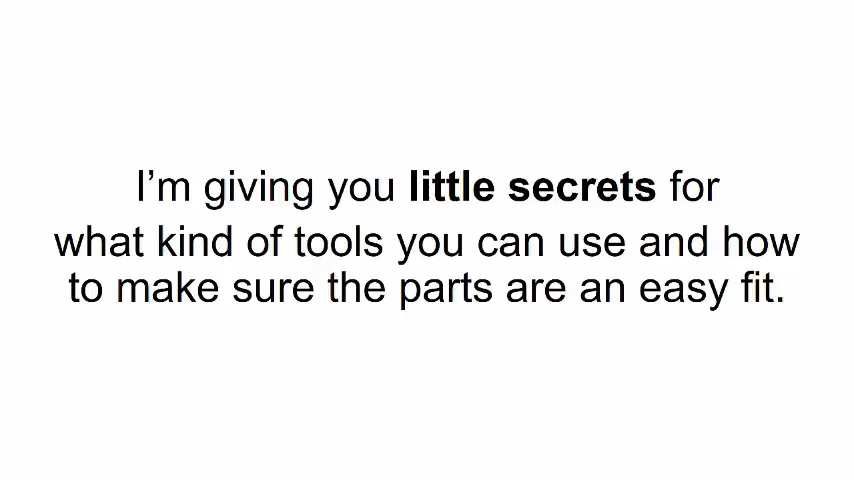 I’m giving you little secrets for
what kind of tools you can use and how
to make sure the parts are an easy fit.